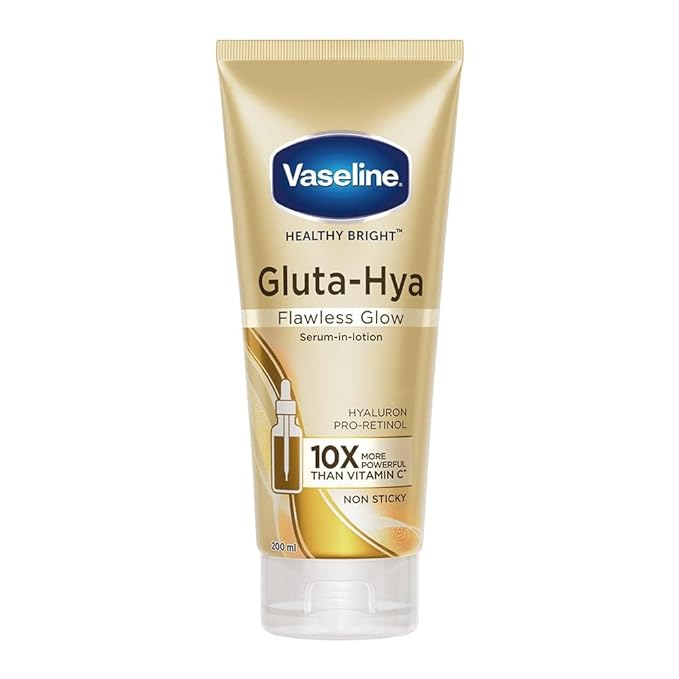 Vaseline®
HEALTHY BRIGHT™
Gluta-Hya
Flawless Glow
Serum-in-lotion
HYALURON
PRO-RETINOL
10X MORE
POWERFUL
THAN VITAMIN C*
NON STICKY
200 ml